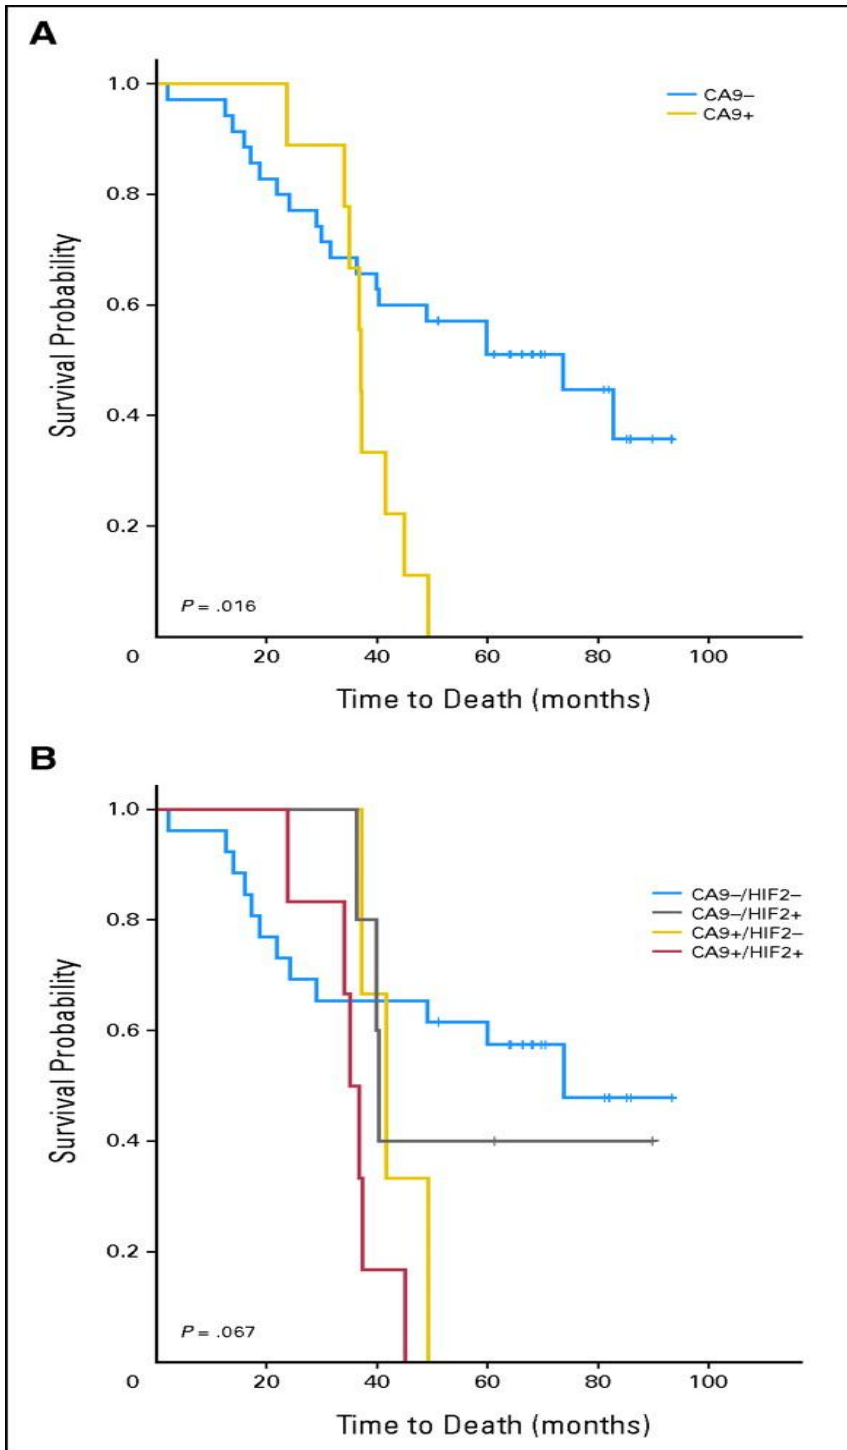 A
CA9–
CA9+
1.0
0.8
0.6
0.4
0.2
Survival Probability
P = .016
0 20 40 60 80 100
Time to Death (months)
B
CA9–/HIF2–
CA9–/HIF2+
CA9+/HIF2–
CA9+/HIF2+
1.0
0.8
0.6
0.4
0.2
Survival Probability
P = .067
0 20 40 60 80 100
Time to Death (months)